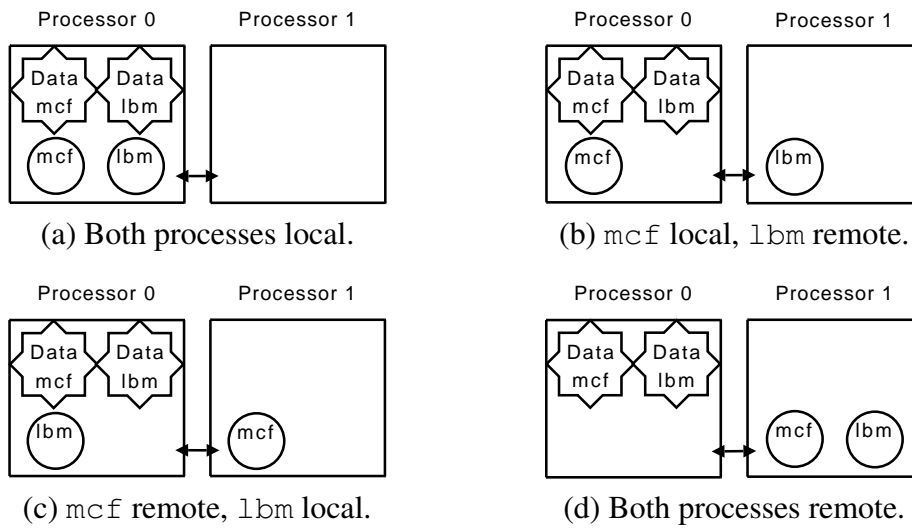 Processor 0 Processor 1 Processor 0 Processor 1
Data Data Data Data
mcf lbm mcf lbm
mcf lbm mcf lbm
(a) Both processes local. (b) mcf local, lbm remote.
Processor 0 Processor 1 Processor 0 Processor 1
Data Data Data Data
mcf lbm mcf lbm
lbm mcf mcf lbm
(c) mcf remote, lbm local. (d) Both processes remote.